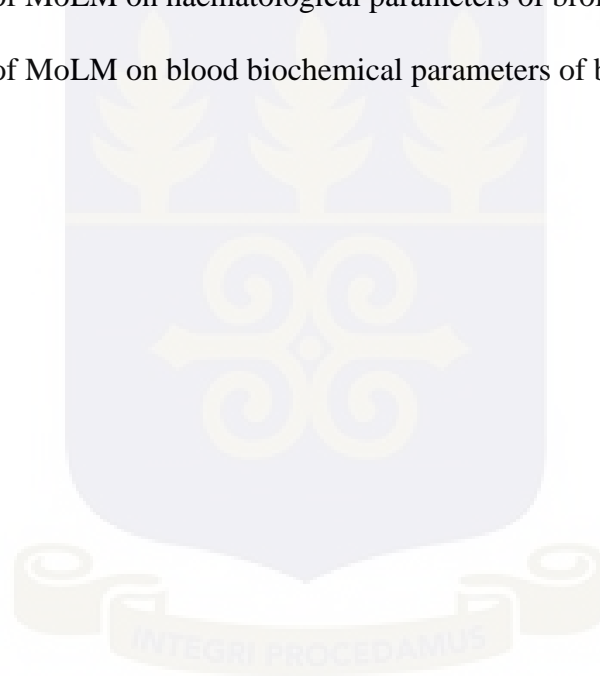 of MoLM on haematological parameters of
of MoLM on blood biochemical parameters of
INTEGRI PROCEDAMUS